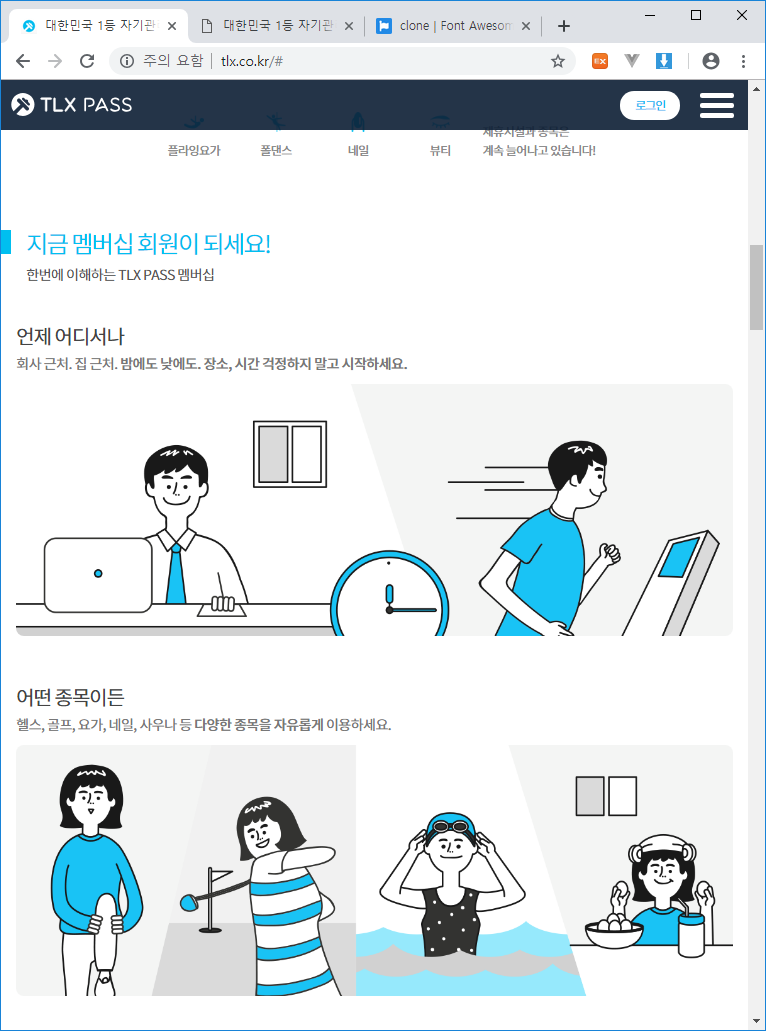 대한민국 1등 자기관
대한민국 1등 자기관
clone | Font Awesom
주의 요함
tlx.co.kr/#
TLX PASS
로그인
제휴시설과 종목은
플라잉요가
폴댄스
네일
뷰티
계속 늘어나고 있습니다!
지금 멤버십 회원이 되세요!
한번에 이해하는 TLX PASS 멤버십
언제 어디서나
회사 근처. 집 근처. 밤에도 낮에도. 장소, 시간 걱정하지 말고 시작하세요.
어떤 종목이든
헬스, 골프, 요가, 네일, 사우나 등 다양한 종목을 자유롭게 이용하세요.